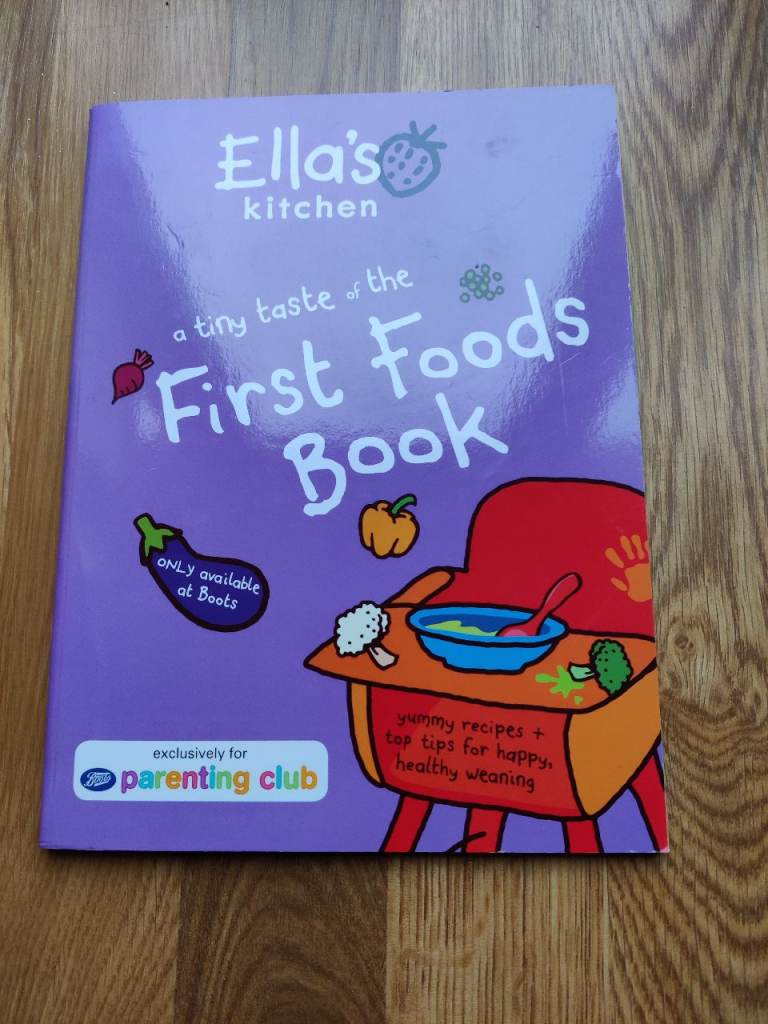 Ella's
kitchen
a tiny taste of the
First Foods
Book
ONLY available
at Boots
yummy recipes +
top tips for happy,
healthy weaning
exclusively for
Boots parenting club